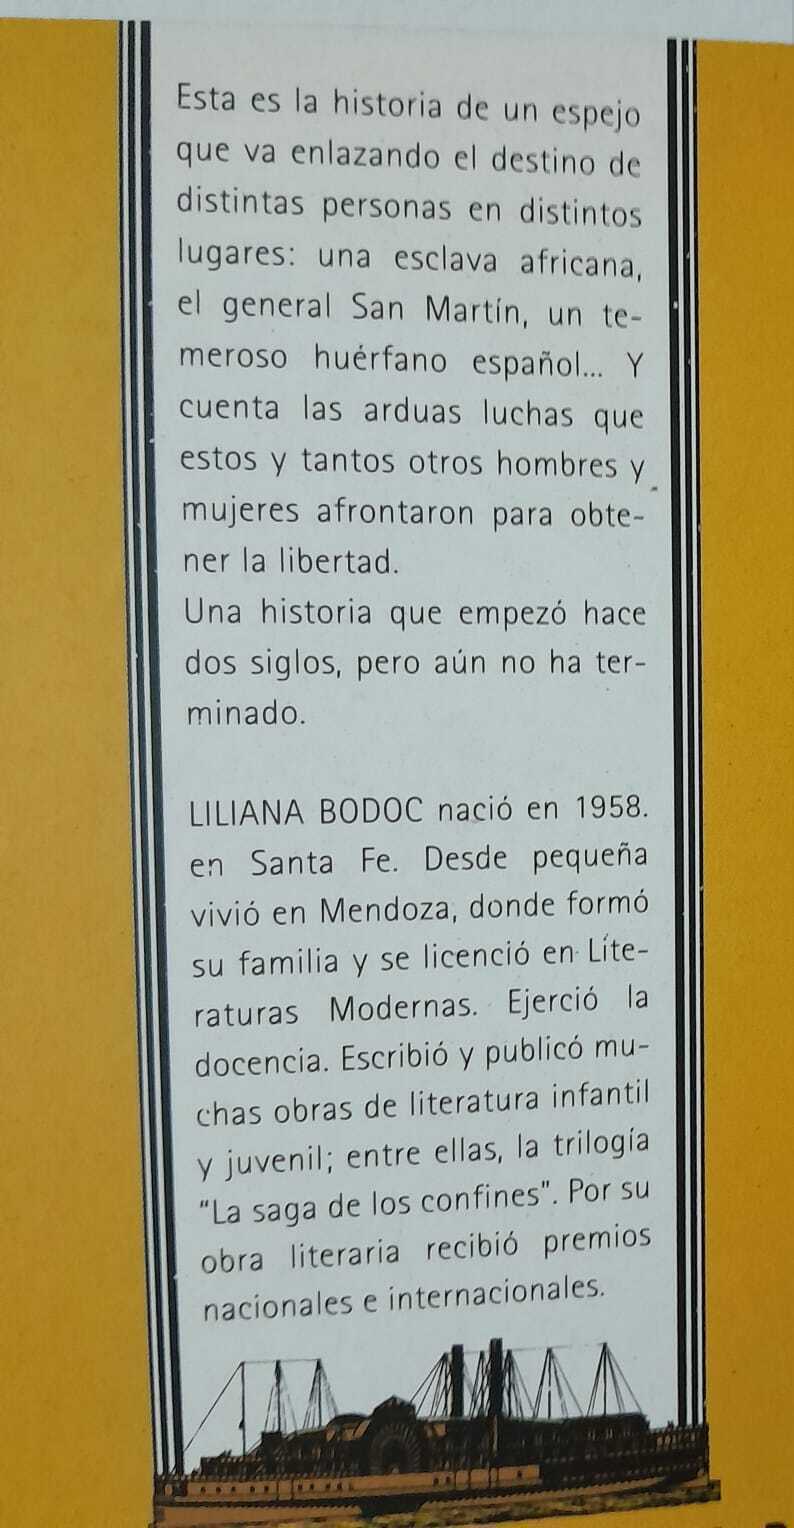 Esta es la historia de un espejo
que va enlazando el destino de
distintas personas en distintos
lugares: una esclava africana,
el general San Martín, un te-
meroso huérfano español... Y
cuenta las arduas luchas que
estos y tantos otros hombres y
mujeres afrontaron para obte-
ner la libertad.
Una historia que empezó hace
dos siglos, pero aún no ha ter-
minado.
LILIANA BODOC nació en 1958.
en Santa Fe. Desde pequeña
vivió en Mendoza, donde formó
su familia y se licenció en Lite-
raturas Modernas. Ejerció la
docencia. Escribió y publicó mu-
chas obras de literatura infantil
y juvenil; entre ellas, la trilogía
“La saga de los confines”. Por su
obra literaria recibió premios
nacionales e internacionales.